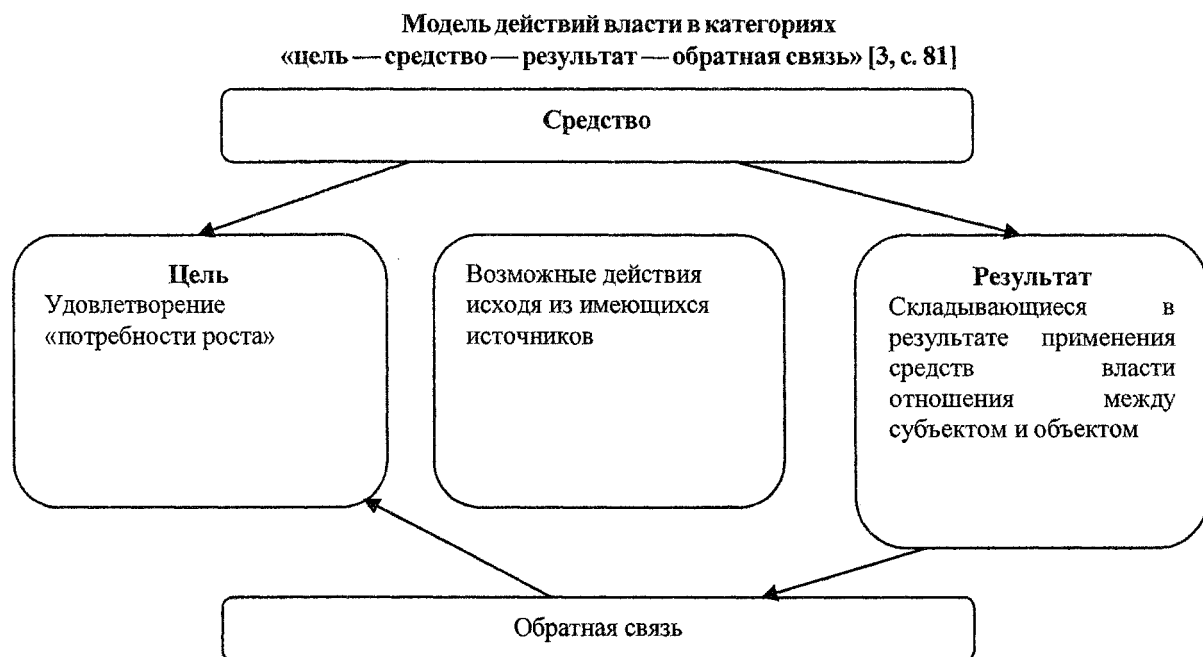 Модель действий власти в категориях
«цель — средство — результат — обратная связь» [3, с. 81]
Средство
Цель
Удовлетворение
«потребности роста»
Возможные действия
исходя из имеющихся
источников
Результат
Складывающиеся в
результате применения
средств власти
отношения между
субъектом и объектом
Обратная связь